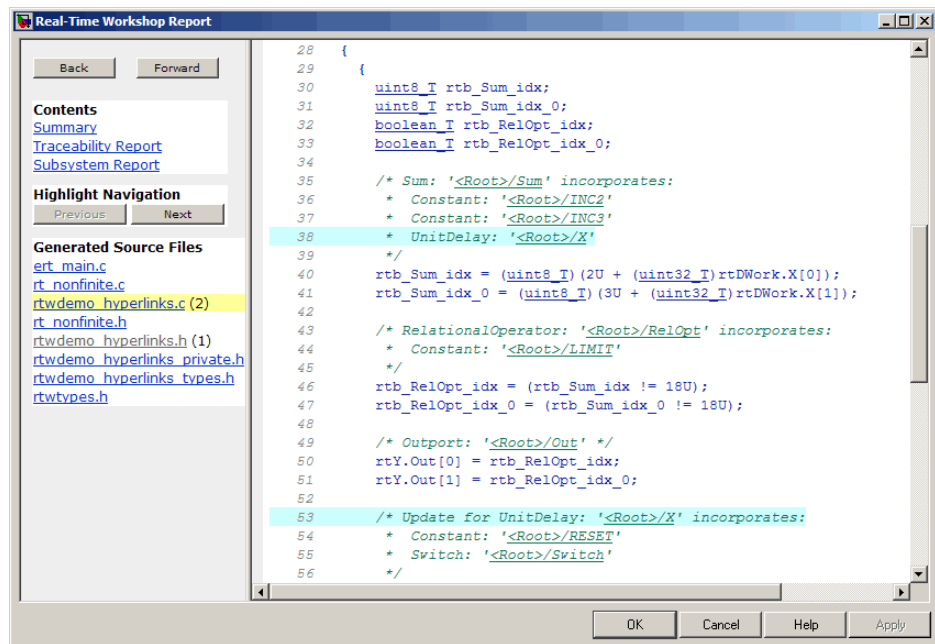 Real-Time Workshop Report
Back Forward
Contents
Summary
Traceability Report
Subsystem Report
Highlight Navigation
Previous Next
Generated Source Files
ert_main.c
rt_nonfinite.c
rtwdemo_hyperlinks.c (2)
rt_nonfinite.h
rtwdemo_hyperlinks.h (1)
rtwdemo_hyperlinks_private.h
rtwdemo_hyperlinks_types.h
rtwtypes.h
28 {
29 {
30 uint8_T rtb_Sum_idx;
31 uint8_T rtb_Sum_idx_0;
32 boolean_T rtb_RelOpt_idx;
33 boolean_T rtb_RelOpt_idx_0;
34
35 /* Sum: '<Root>/Sum' incorporates:
36 * Constant: '<Root>/INC2'
37 * Constant: '<Root>/INC3'
38 * UnitDelay: '<Root>/X'
39 */
40 rtb_Sum_idx = (uint8_T)(2U + (uint32_T)rtDWork.X[0]);
41 rtb_Sum_idx_0 = (uint8_T)(3U + (uint32_T)rtDWork.X[1]);
42
43 /* RelationalOperator: '<Root>/RelOpt' incorporates:
44 * Constant: '<Root>/LIMIT'
45 */
46 rtb_RelOpt_idx = (rtb_Sum_idx != 18U);
47 rtb_RelOpt_idx_0 = (rtb_Sum_idx_0 != 18U);
48
49 /* Outport: '<Root>/Out' */
50 rtY.Out[0] = rtb_RelOpt_idx;
51 rtY.Out[1] = rtb_RelOpt_idx_0;
52
53 /* Update for UnitDelay: '<Root>/X' incorporates:
54 * Constant: '<Root>/RESET'
55 * Switch: '<Root>/Switch'
56 */
OK Cancel Help Apply